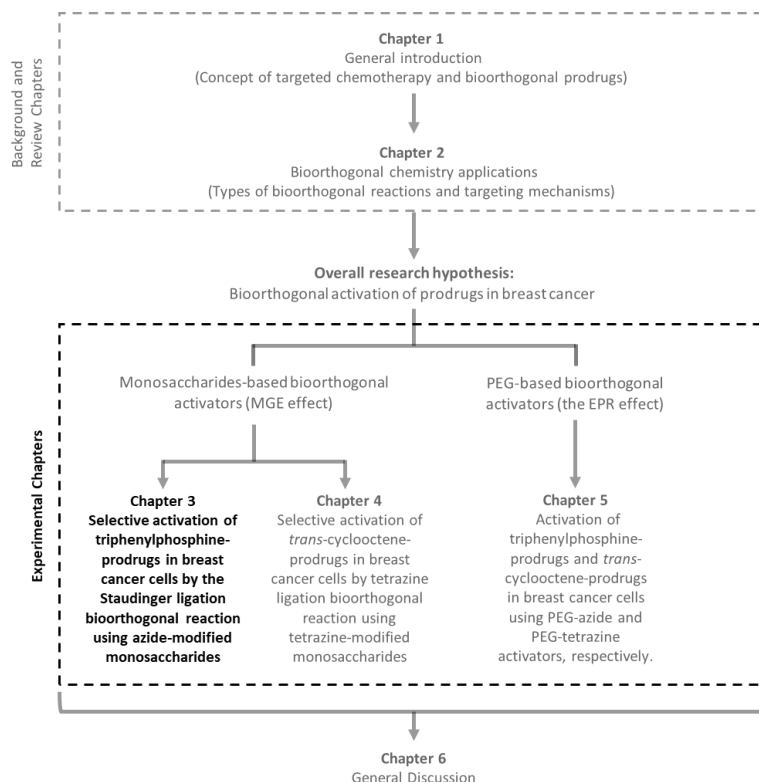 Background and
Review Chapters
Chapter 1
General introduction
(Concept of targeted chemotherapy and bioorthogonal prodrugs)
Chapter 2
Bioorthogonal chemistry applications
(Types of bioorthogonal reactions and targeting mechanisms)
Overall research hypothesis:
Bioorthogonal activation of prodrugs in breast cancer
Experimental Chapters
Monosaccharides-based bioorthogonal
activators (MGE effect)
PEG-based bioorthogonal
activators (the EPR effect)
Chapter 3
Selective activation of
triphenylphosphine-
prodrugs in breast
cancer cells by the
Staudinger ligation
bioorthogonal reaction
using azide-modified
monosaccharides
Chapter 4
Selective activation of
trans-cyclooctene-
prodrugs in breast
cancer cells by tetrazine
ligation bioorthogonal
reaction using
tetrazine-modified
monosaccharides
Chapter 5
Activation of
triphenylphosphine-
prodrugs and trans-
cyclooctene-prodrugs
in breast cancer cells
using PEG-azide and
PEG-tetrazine
activators, respectively.
Chapter 6
General Discussion